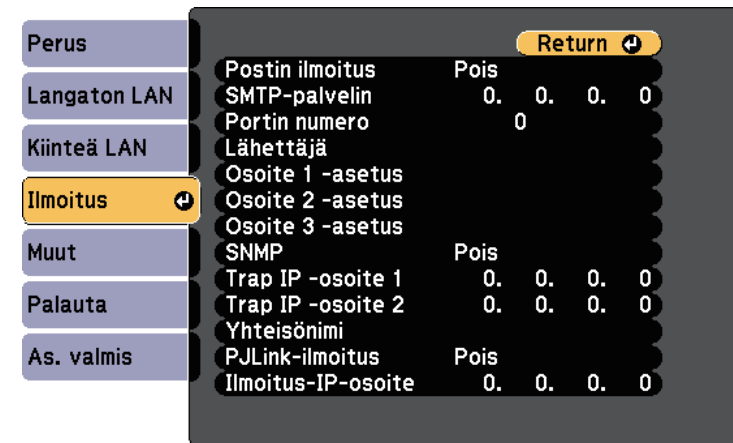 Perus
Langaton LAN
Kiinteä LAN
Ilmoitus
Muut
Palauta
As. valmis
Return
Postin ilmoitus Pois
SMTP-palvelin 0. 0. 0. 0
Portin numero 0
Lähettäjä
Osoite 1 -asetus
Osoite 2 -asetus
Osoite 3 -asetus
SNMP Pois
Trap IP -osoite 1 0. 0. 0. 0
Trap IP -osoite 2 0. 0. 0. 0
Yhteisönimi
PJLink-ilmoitus Pois
Ilmoitus-IP-osoite 0. 0. 0. 0